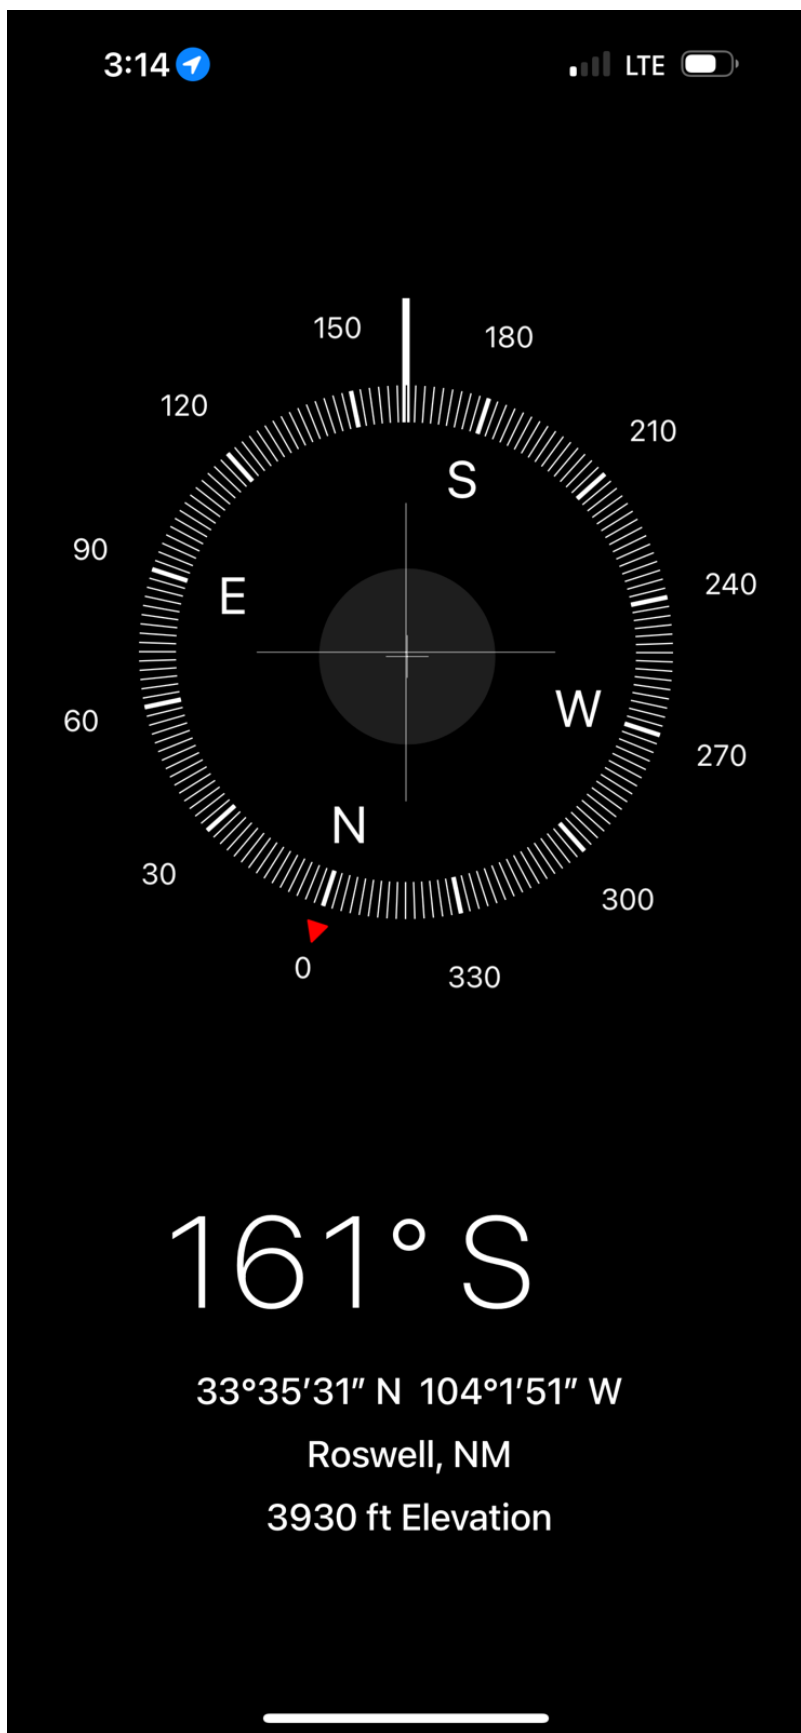 3:14 LTE
150 180
120 210
S
90 240
E
60 W 270
N
30 300
0 330
161° S
33°35′31″ N 104°1′51″ W
Roswell, NM
3930 ft Elevation